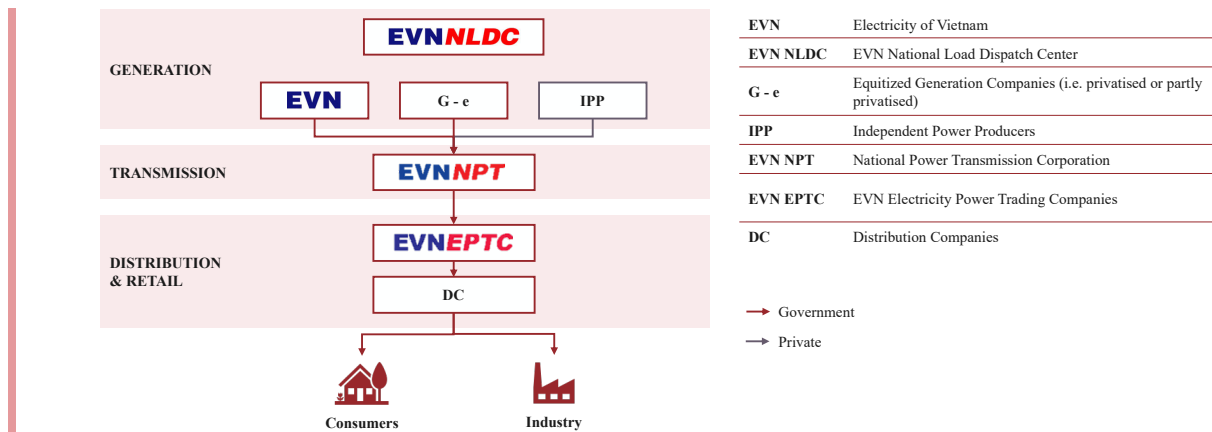 EVNNLDC
GENERATION
EVN
G - e
IPP
TRANSMISSION
EVNNPT
EVNEPTC
DISTRIBUTION
& RETAIL
DC
Consumers
Industry
EVN Electricity of Vietnam
EVN NLDC EVN National Load Dispatch Center
G - e Equitized Generation Companies (i.e. privatised or partly
privatised)
IPP Independent Power Producers
EVN NPT National Power Transmission Corporation
EVN EPTC EVN Electricity Power Trading Companies
DC Distribution Companies
Government
Private